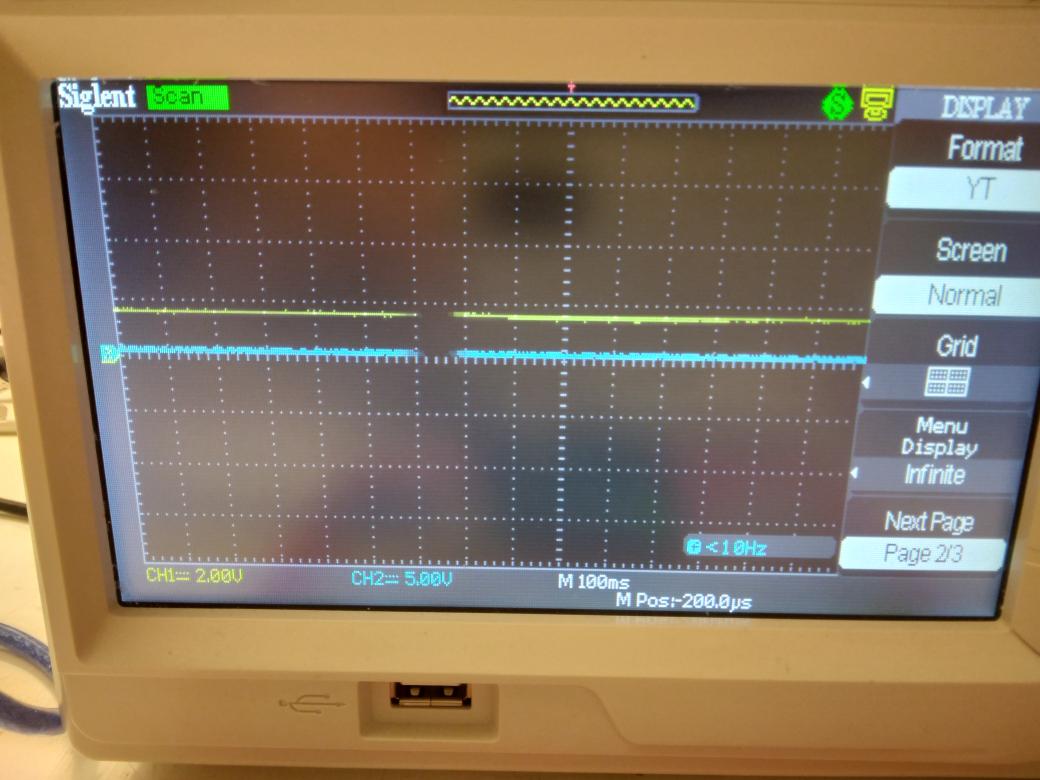 Siglent Scan
T
S
DISPLAY
Format
YT
Screen
Normal
Grid
Menu
Display
Infinite
Next Page
Page 2/3
<10Hz
CH1 2.00V CH2 5.00V M 100ms
M Pos:-200.0µs